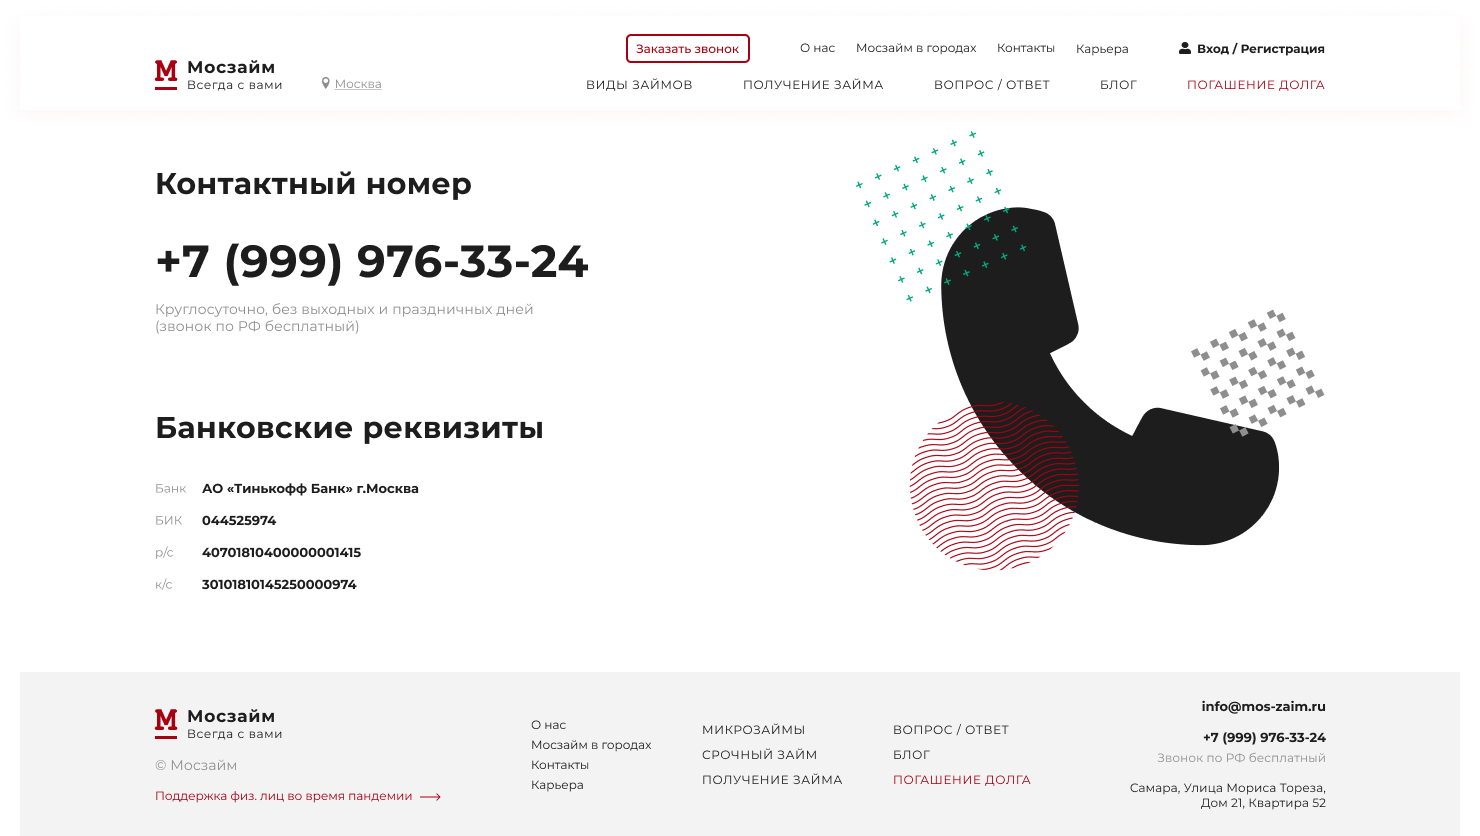 Мосзайм
Всегда с вами
Москва
Заказать звонок
О нас
Мосзайм в городах
Контакты
Карьера
Вход / Регистрация
ВИДЫ ЗАЙМОВ
ПОЛУЧЕНИЕ ЗАЙМА
ВОПРОС / ОТВЕТ
БЛОГ
ПОГАШЕНИЕ ДОЛГА
Контактный номер
+7 (999) 976-33-24
Круглосуточно, без выходных и праздничных дней
(звонок по РФ бесплатный)
Банковские реквизиты
Банк АО «Тинькофф Банк» г.Москва
БИК 044525974
р/с 40701810400000001415
к/с 30101810145250000974
Мосзайм
Всегда с вами
© Мосзайм
Поддержка физ. лиц во время пандемии
О нас
Мосзайм в городах
Контакты
Карьера
МИКРОЗАЙМЫ
СРОЧНЫЙ ЗАЙМ
ПОЛУЧЕНИЕ ЗАЙМА
ВОПРОС / ОТВЕТ
БЛОГ
ПОГАШЕНИЕ ДОЛГА
info@mos-zaim.ru
+7 (999) 976-33-24
Звонок по РФ бесплатный
Самара, Улица Мориса Тореза,
Дом 21, Квартира 52